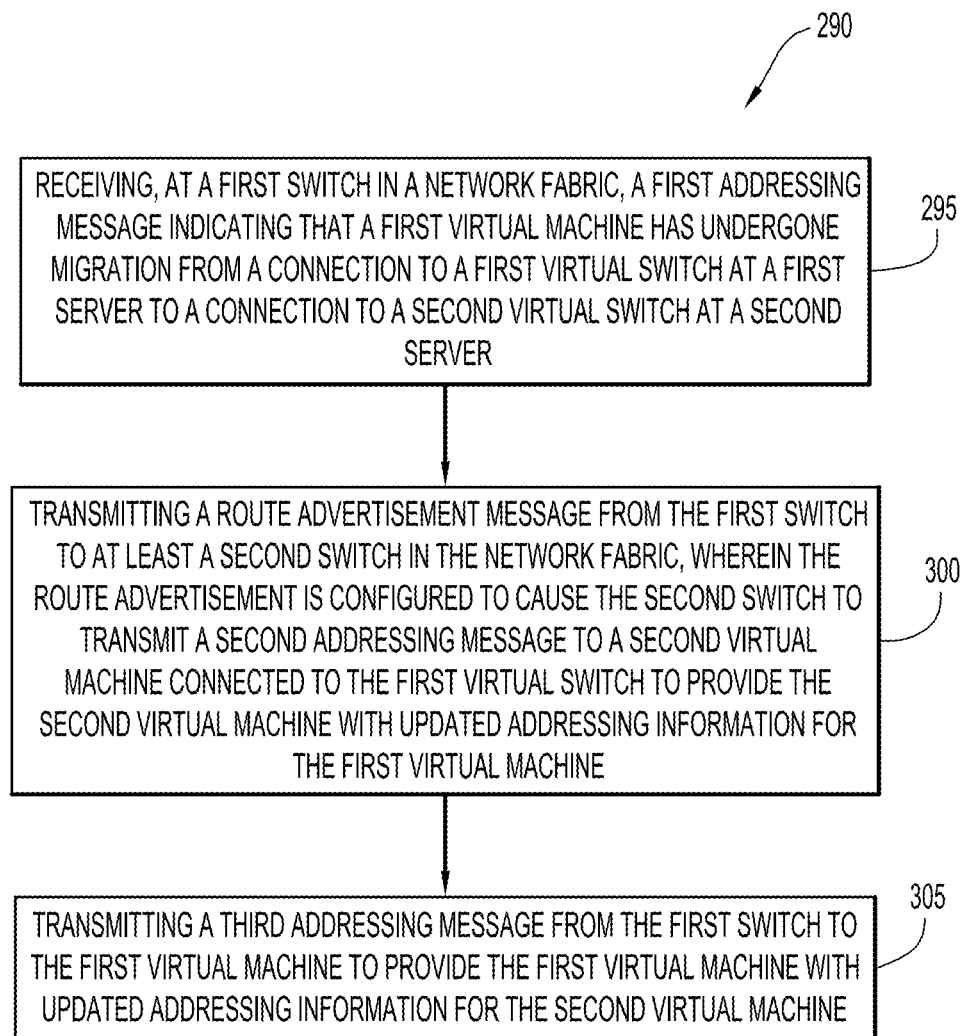 290
RECEIVING, AT A FIRST SWITCH IN A NETWORK FABRIC, A FIRST ADDRESSING
MESSAGE INDICATING THAT A FIRST VIRTUAL MACHINE HAS UNDERGONE
MIGRATION FROM A CONNECTION TO A FIRST VIRTUAL SWITCH AT A FIRST
SERVER TO A CONNECTION TO A SECOND VIRTUAL SWITCH AT A SECOND
SERVER
295
TRANSMITTING A ROUTE ADVERTISEMENT MESSAGE FROM THE FIRST SWITCH
TO AT LEAST A SECOND SWITCH IN THE NETWORK FABRIC, WHEREIN THE
ROUTE ADVERTISEMENT IS CONFIGURED TO CAUSE THE SECOND SWITCH TO
TRANSMIT A SECOND ADDRESSING MESSAGE TO A SECOND VIRTUAL
MACHINE CONNECTED TO THE FIRST VIRTUAL SWITCH TO PROVIDE THE
SECOND VIRTUAL MACHINE WITH UPDATED ADDRESSING INFORMATION FOR
THE FIRST VIRTUAL MACHINE
300
TRANSMITTING A THIRD ADDRESSING MESSAGE FROM THE FIRST SWITCH TO
THE FIRST VIRTUAL MACHINE TO PROVIDE THE FIRST VIRTUAL MACHINE WITH
UPDATED ADDRESSING INFORMATION FOR THE SECOND VIRTUAL MACHINE
305